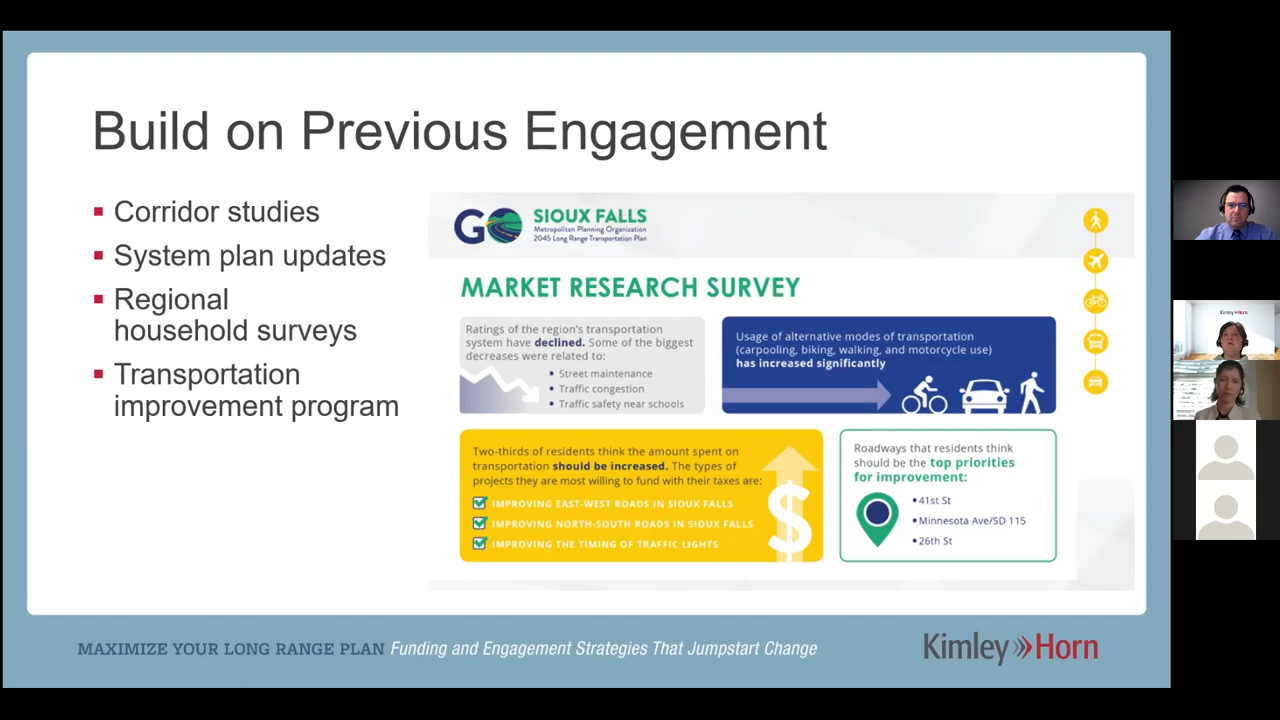 Build on Previous Engagement
Corridor studies
System plan updates
Regional
household surveys
Transportation
improvement program
GO
SIOUX FALLS
Metropolitan Planning Organization
2045 Long Range Transportation Plan
MARKET RESEARCH SURVEY
Ratings of the region's transportation
system have declined. Some of the biggest
decreases were related to:
• Street maintenance
• Traffic congestion
• Traffic safety near schools
Usage of alternative modes of transportation
(carpooling, biking, walking, and motorcycle use)
has increased significantly
Two-thirds of residents think the amount spent on
transportation should be increased. The types of
projects they are most willing to fund with their taxes are:
IMPROVING EAST-WEST ROADS IN SIOUX FALLS
IMPROVING NORTH-SOUTH ROADS IN SIOUX FALLS
IMPROVING THE TIMING OF TRAFFIC LIGHTS
$
Roadways that residents think
should be the top priorities
for improvement:
• 41st St
• Minnesota Ave/SD 115
• 26th St
MAXIMIZE YOUR LONG RANGE PLAN Funding and Engagement Strategies That Jumpstart Change
Kimley»Horn
Kimley»Horn